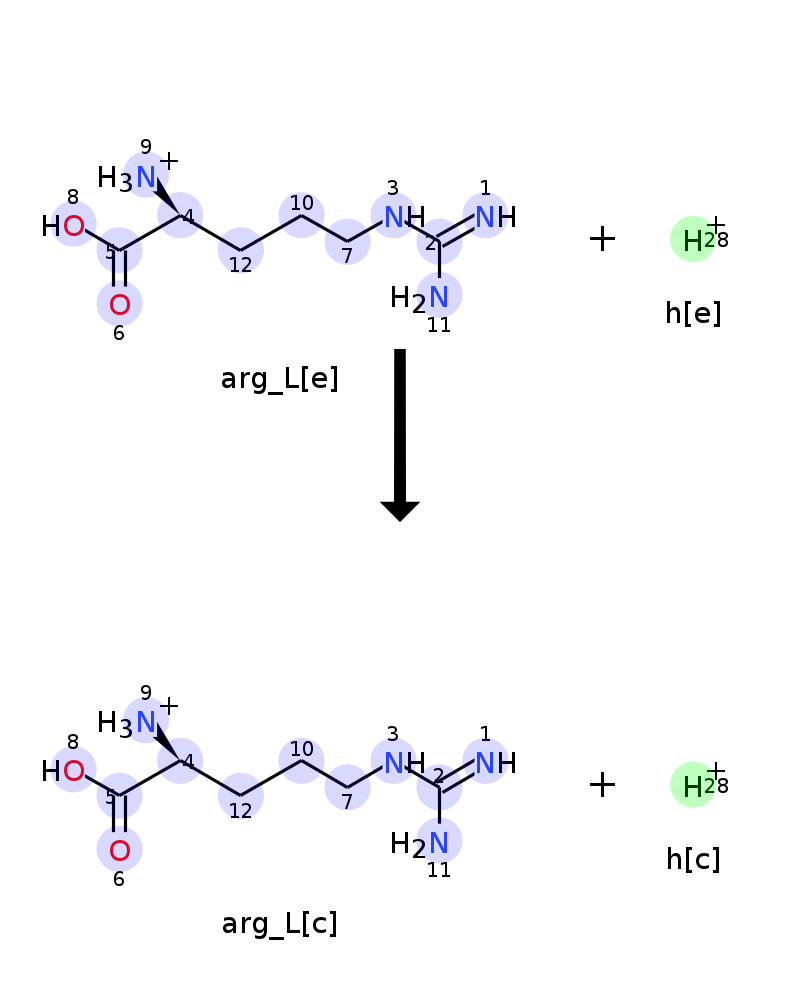 9
H3N+
8
HO
4
5
O
6
12
10
7
3
NH
2
1
NH
H2N
11
+
H+
28
h[e]
arg_L[e]
9
H3N+
8
HO
4
5
O
6
12
10
7
3
NH
2
1
NH
H2N
11
+
H+
28
h[c]
arg_L[c]